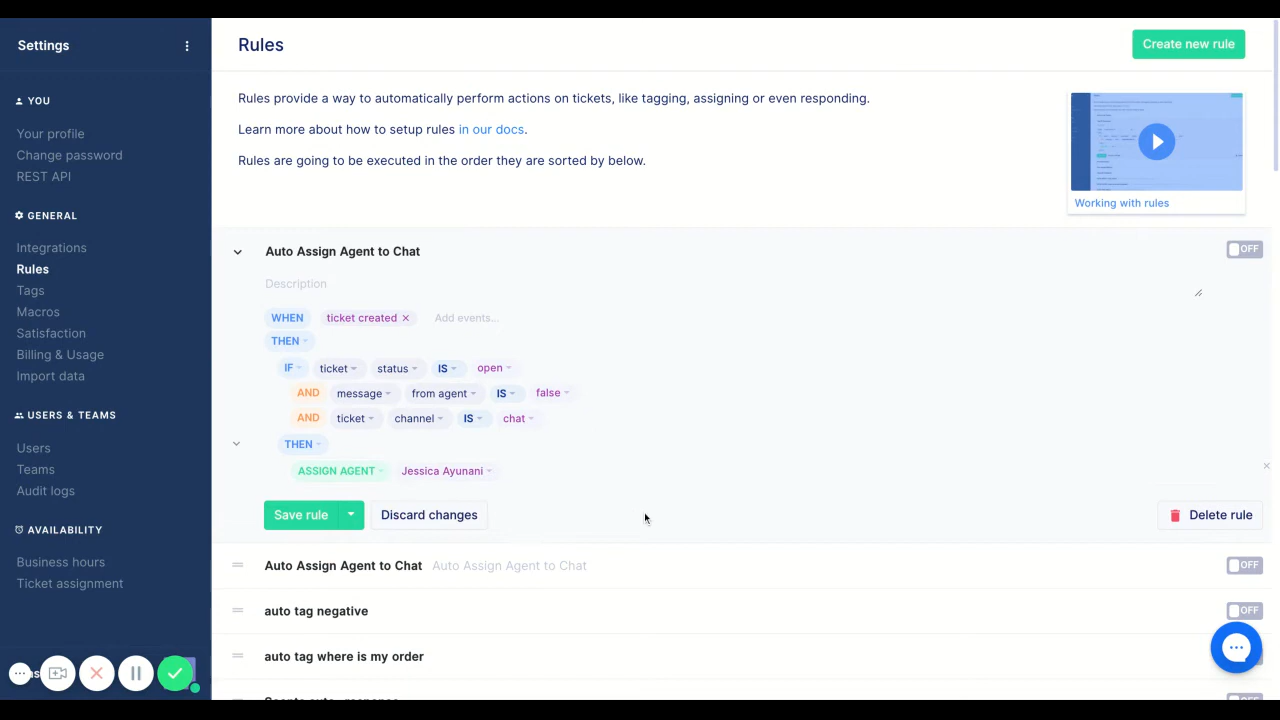 Settings
Rules
Create new rule
YOU
Your profile
Change password
REST API
GENERAL
Integrations
Rules
Tags
Macros
Satisfaction
Billing & Usage
Import data
USERS & TEAMS
Users
Teams
Audit logs
AVAILABILITY
Business hours
Ticket assignment
Rules provide a way to automatically perform actions on tickets, like tagging, assigning or even responding.
Learn more about how to setup rules in our docs.
Rules are going to be executed in the order they are sorted by below.
Working with rules
Auto Assign Agent to Chat
OFF
Description
WHEN ticket created × Add events...
THEN
IF ticket status IS open
AND message from agent IS false
AND ticket channel IS chat
THEN
ASSIGN AGENT Jessica Ayunani
Save rule Discard changes Delete rule
Auto Assign Agent to Chat Auto Assign Agent to Chat OFF
auto tag negative OFF
auto tag where is my order